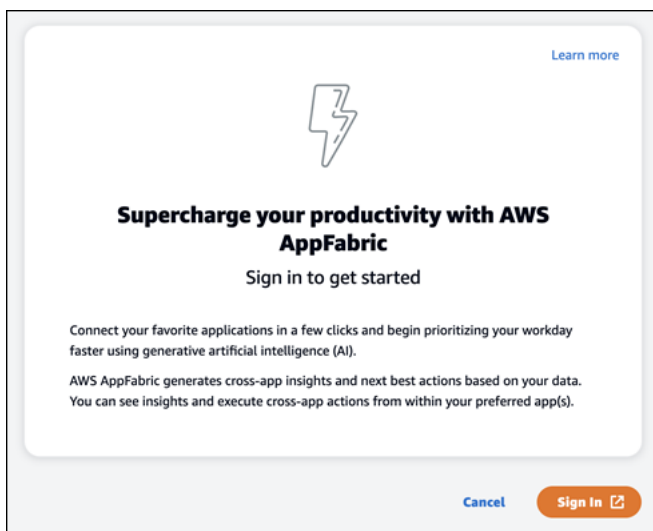 Learn more
Supercharge your productivity with AWS
AppFabric
Sign in to get started
Connect your favorite applications in a few clicks and begin prioritizing your workday
faster using generative artificial intelligence (AI).
AWS AppFabric generates cross-app insights and next best actions based on your data.
You can see insights and execute cross-app actions from within your preferred app(s).
Cancel
Sign In